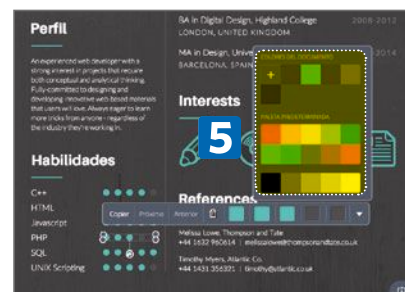 Perfil
An experienced web developer with a
strong interest in projects that require
both conceptual and analytical thinking.
Fully-committed to designing and
developing innovative web based materials
that users will love. Always eager to learn
more tricks from anyone - regardless of
the industry they're working in.
Habilidades
C++
HTML
Javascript
PHP
SQL
UNIX Scripting
BA in Digital Design, Highland College 2008-2012
LONDON, UNITED KINGDOM
MA in Design, Unive 2014
BARCELONA, SPAIN
COLORES DEL DOCUMENTO
+
PALETA PREDETERMINADA
Interests
5
Copier Próximo Anterior
References
Melissa Lowe, Thompson and Tate
+44 1632 960614 | melissalowe@thompsonandtate.co.uk
Timothy Myers, Atlantic Co.
+44 1431 356321 | timothy@atlantic.co.uk